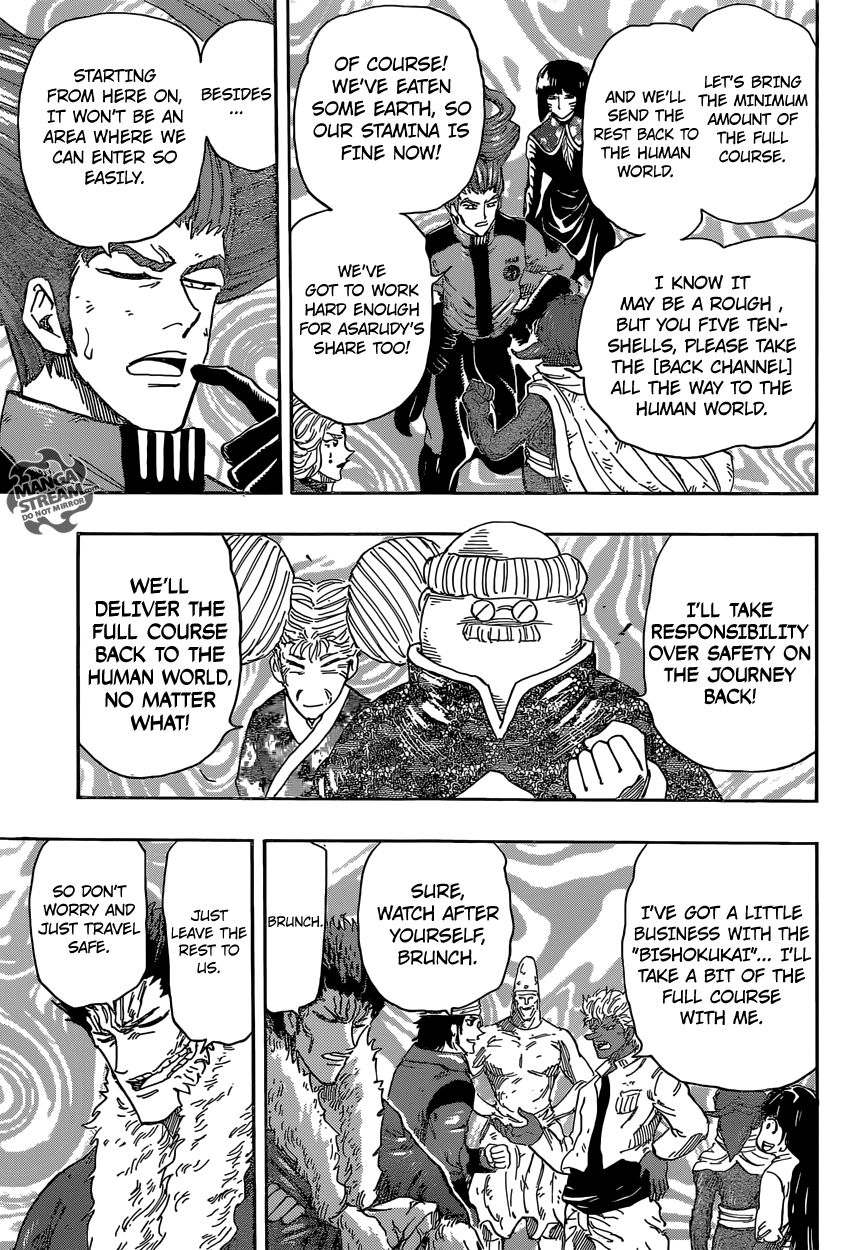 LET'S BRING
THE MINIMUM
AMOUNT OF
THE FULL
COURSE.
AND WE'LL
SEND THE
REST BACK TO
THE HUMAN
WORLD.
I KNOW IT
MAY BE A ROUGH ,
BUT YOU FIVE TEN-
SHELLS, PLEASE TAKE
THE [BACK CHANNEL]
ALL THE WAY TO THE
HUMAN WORLD.
OF COURSE!
WE'VE EATEN
SOME EARTH, SO
OUR STAMINA IS
FINE NOW!
WE'VE
GOT TO WORK
HARD ENOUGH
FOR ASARUDY'S
SHARE TOO!
BESIDES
...
STARTING
FROM HERE ON,
IT WON'T BE AN
AREA WHERE WE
CAN ENTER SO
EASILY.
MANGA
STREAM.com
DO NOT MIRROR
I'LL TAKE
RESPONSIBILITY
OVER SAFETY ON
THE JOURNEY
BACK!
WE'LL
DELIVER THE
FULL COURSE
BACK TO THE
HUMAN WORLD,
NO MATTER
WHAT!
I'VE GOT A LITTLE
BUSINESS WITH THE
"BISHOKUKAI"... I'LL
TAKE A BIT OF THE
FULL COURSE
WITH ME.
SURE,
WATCH AFTER
YOURSELF,
BRUNCH.
BRUNCH.
JUST
LEAVE THE
REST TO
US.
SO DON'T
WORRY AND
JUST TRAVEL
SAFE.